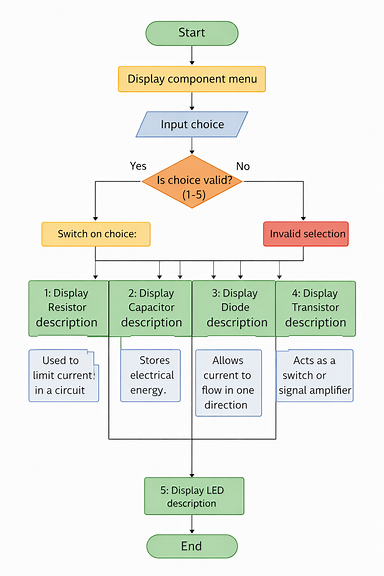 Start
Display component menu
Input choice
Is choice valid?
(1-5)
Yes
No
Switch on choice:
Invalid selection
1: Display
Resistor
description
2: Display
Capacitor
description
3: Display
Diode
description
4: Display
Transistor
description
Used to
limit current
in a circuit
Stores
electrical
energy.
Allows
current to
flow in one
direction
Acts as a
switch or
signal amplifier
5: Display LED
description
End